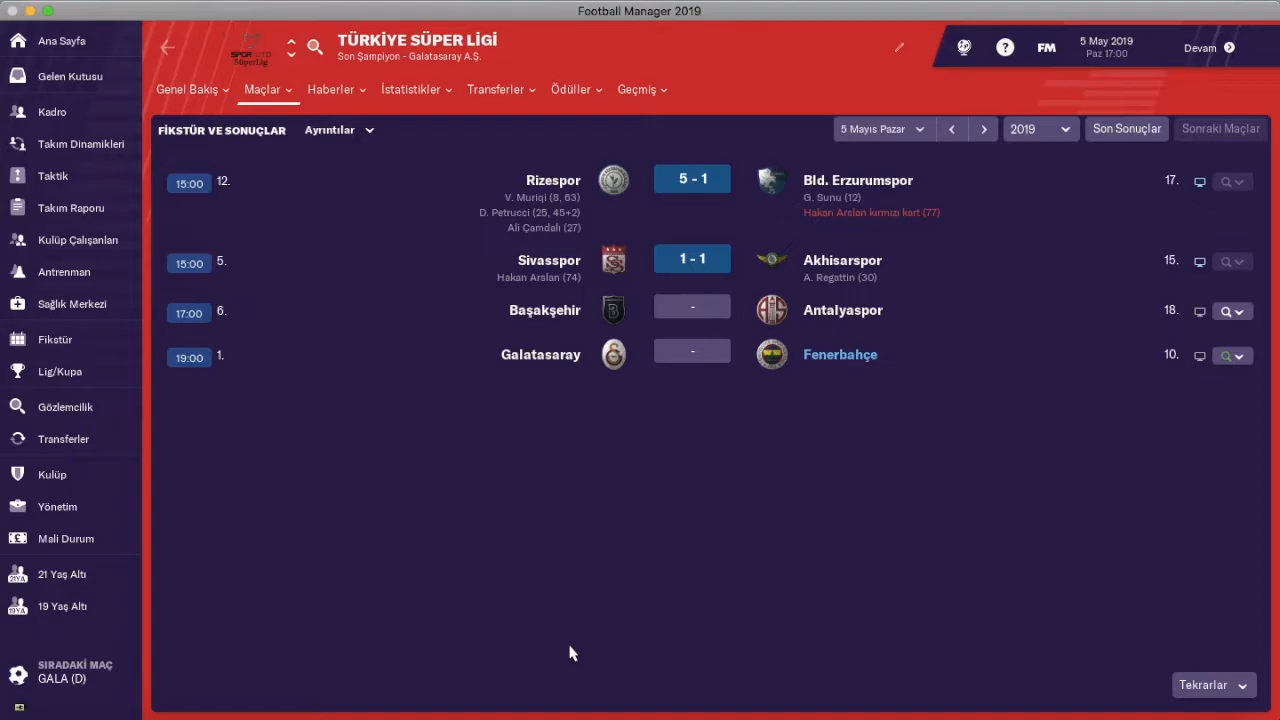 Football Manager 2019
Ana Sayfa
Gelen Kutusu
Kadro
Takım Dinamikleri
Taktik
Takım Raporu
Kulüp Çalışanları
Antrenman
Sağlık Merkezi
Fikstür
Lig/Kupa
Gözlemcilik
Transferler
Kulüp
Yönetim
Mali Durum
21 Yaş Altı
19 Yaş Altı
SIRADAKİ MAÇ
GALA (D)
TÜRKİYE SÜPER LİGİ
Son Şampiyon - Galatasaray A.Ş.
? FM
5 May 2019
Paz 17:00
Devam
Genel Bakış Maçlar Haberler İstatistikler Transferler Ödüller Geçmiş
FİKSTÜR VE SONUÇLAR Ayrıntılar
5 Mayıs Pazar 2019 Son Sonuçlar Sonraki Maçlar
15:00 12. Rizespor 5 - 1 Bld. Erzurumspor 17.
V. Muriqi (8, 63) G. Sunu (12)
D. Petrucci (25, 45+2) Hakan Arslan kırmızı kart (77)
Ali Çamdalı (27)
15:00 5. Sivasspor 1 - 1 Akhisarspor 15.
Hakan Arslan (74) A. Regattin (30)
17:00 6. Başakşehir - Antalyaspor 18.
19:00 1. Galatasaray - Fenerbahçe 10.
Tekrarlar